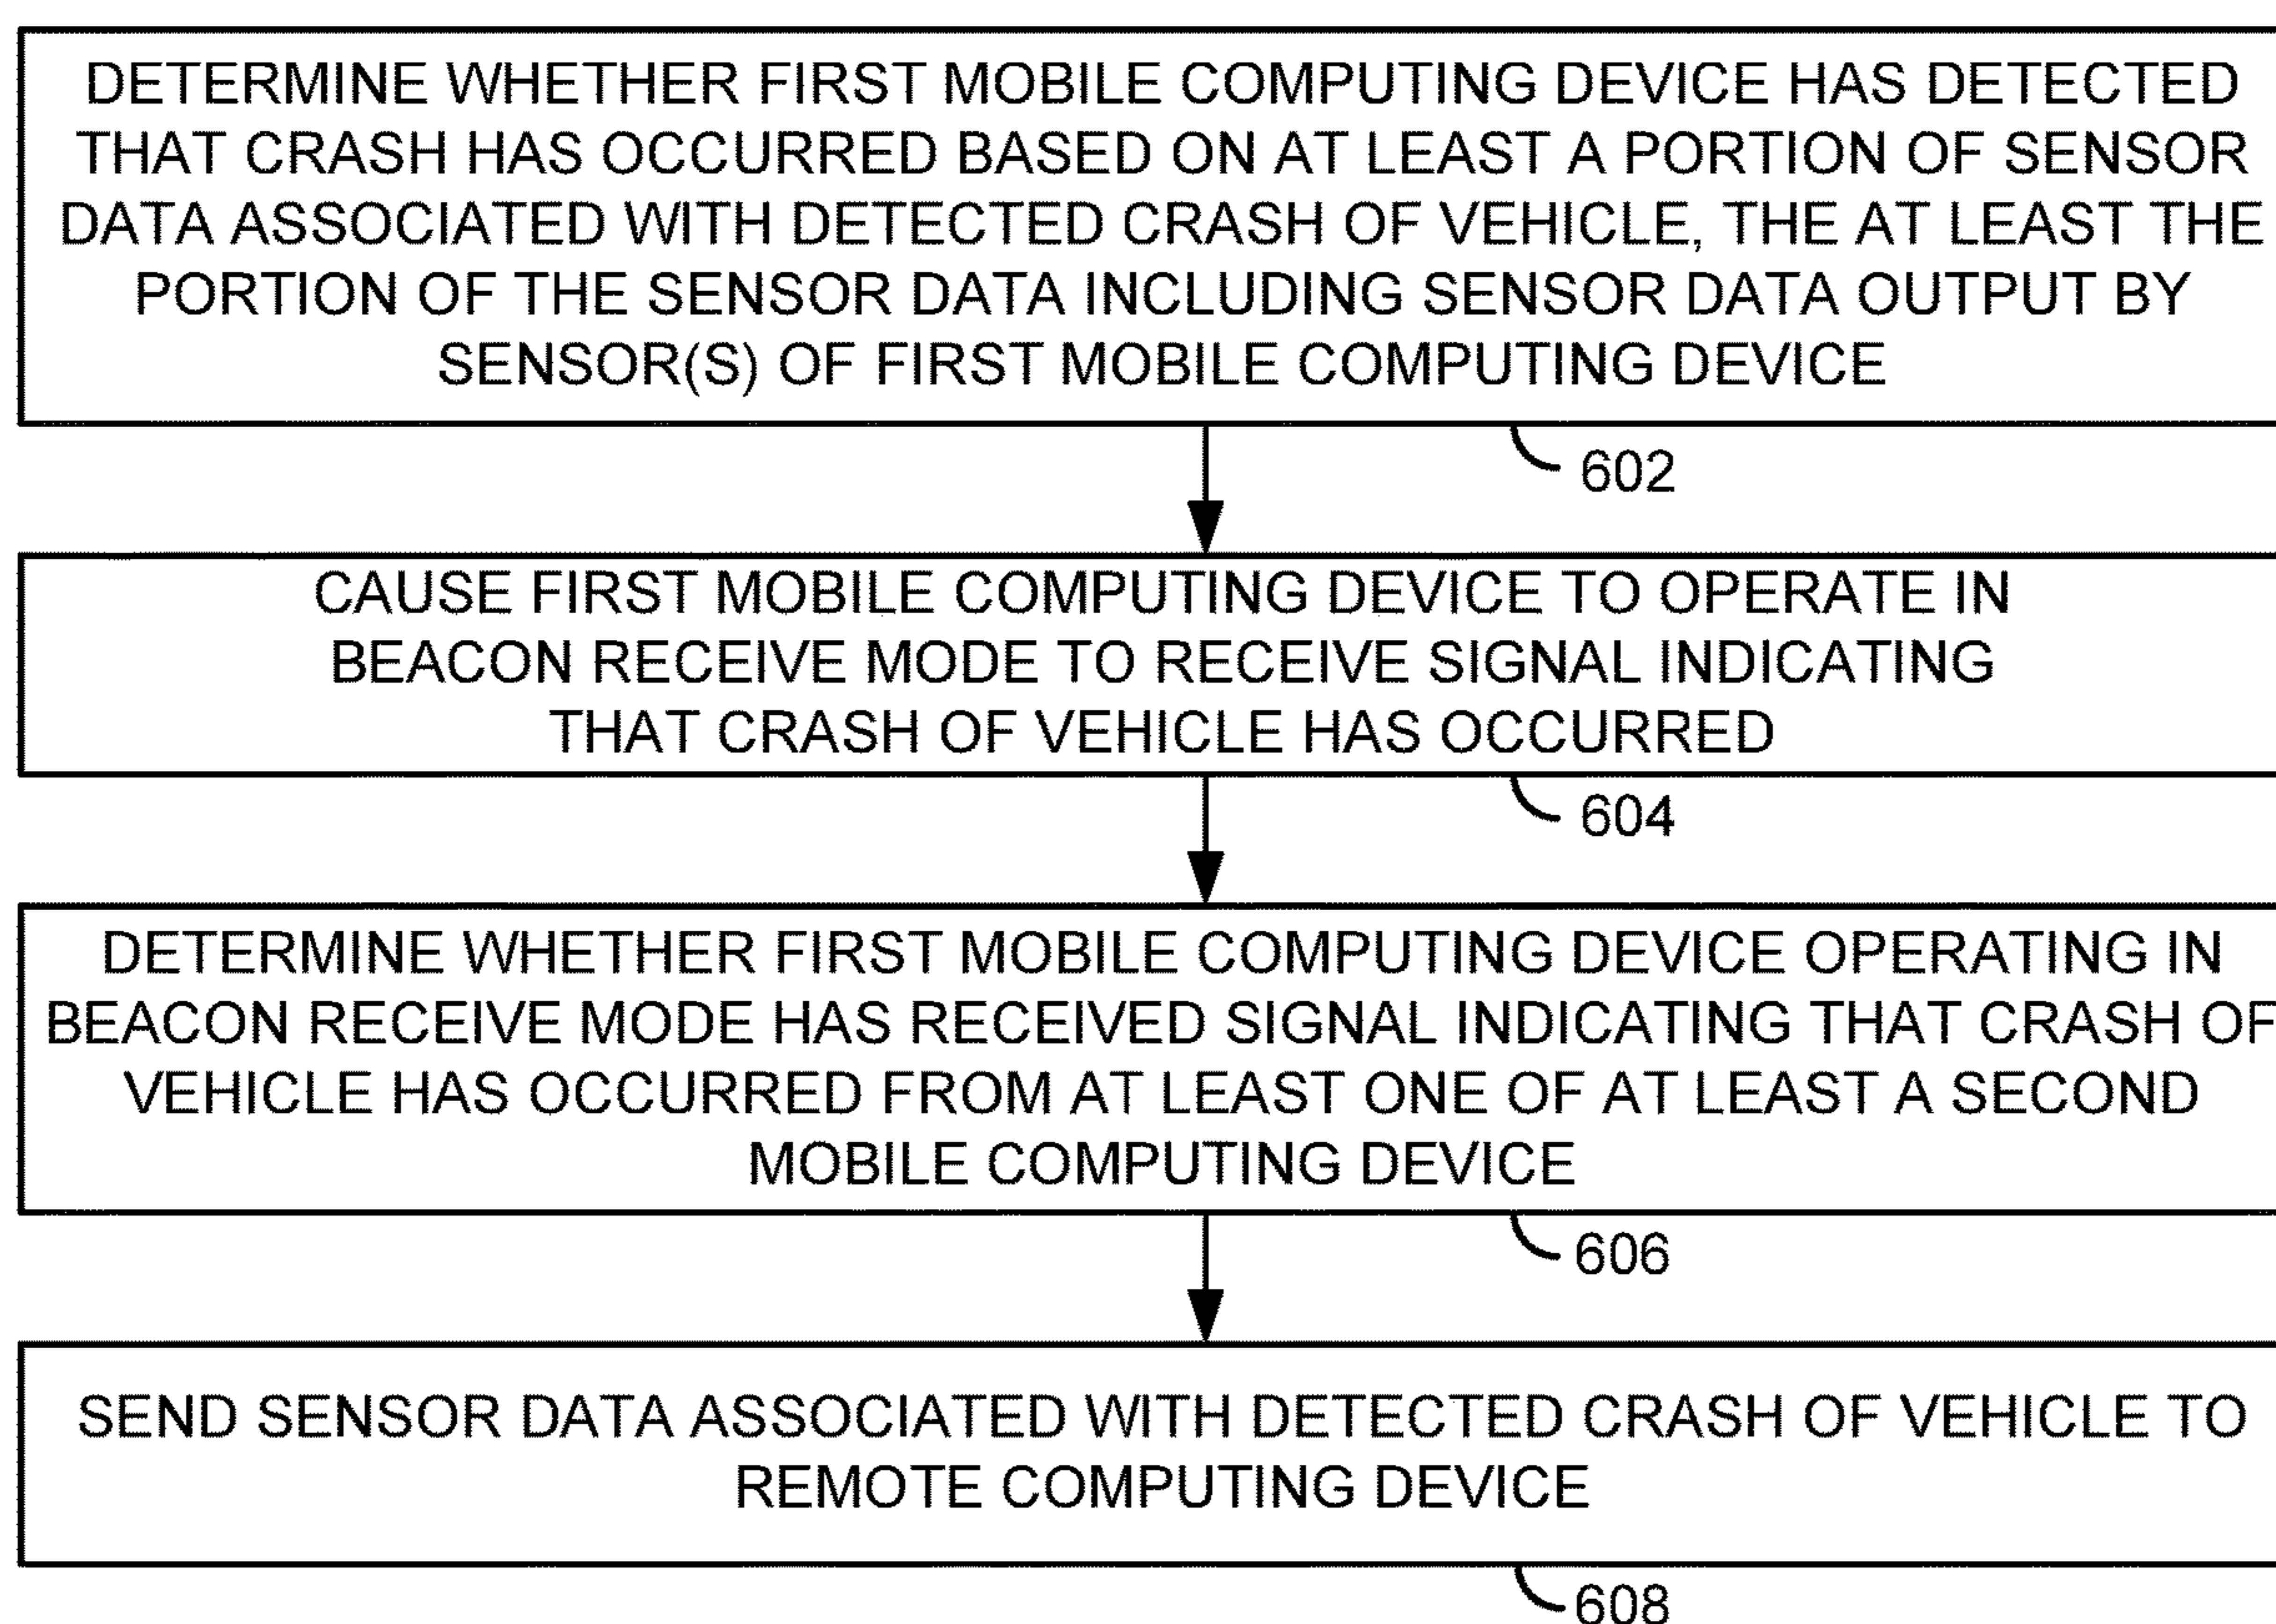 DETERMINE WHETHER FIRST MOBILE COMPUTING DEVICE HAS DETECTED
THAT CRASH HAS OCCURRED BASED ON AT LEAST A PORTION OF SENSOR
DATA ASSOCIATED WITH DETECTED CRASH OF VEHICLE, THE AT LEAST THE
PORTION OF THE SENSOR DATA INCLUDING SENSOR DATA OUTPUT BY
SENSOR(S) OF FIRST MOBILE COMPUTING DEVICE
602
CAUSE FIRST MOBILE COMPUTING DEVICE TO OPERATE IN
BEACON RECEIVE MODE TO RECEIVE SIGNAL INDICATING
THAT CRASH OF VEHICLE HAS OCCURRED
604
DETERMINE WHETHER FIRST MOBILE COMPUTING DEVICE OPERATING IN
BEACON RECEIVE MODE HAS RECEIVED SIGNAL INDICATING THAT CRASH OF
VEHICLE HAS OCCURRED FROM AT LEAST ONE OF AT LEAST A SECOND
MOBILE COMPUTING DEVICE
606
SEND SENSOR DATA ASSOCIATED WITH DETECTED CRASH OF VEHICLE TO
REMOTE COMPUTING DEVICE
608